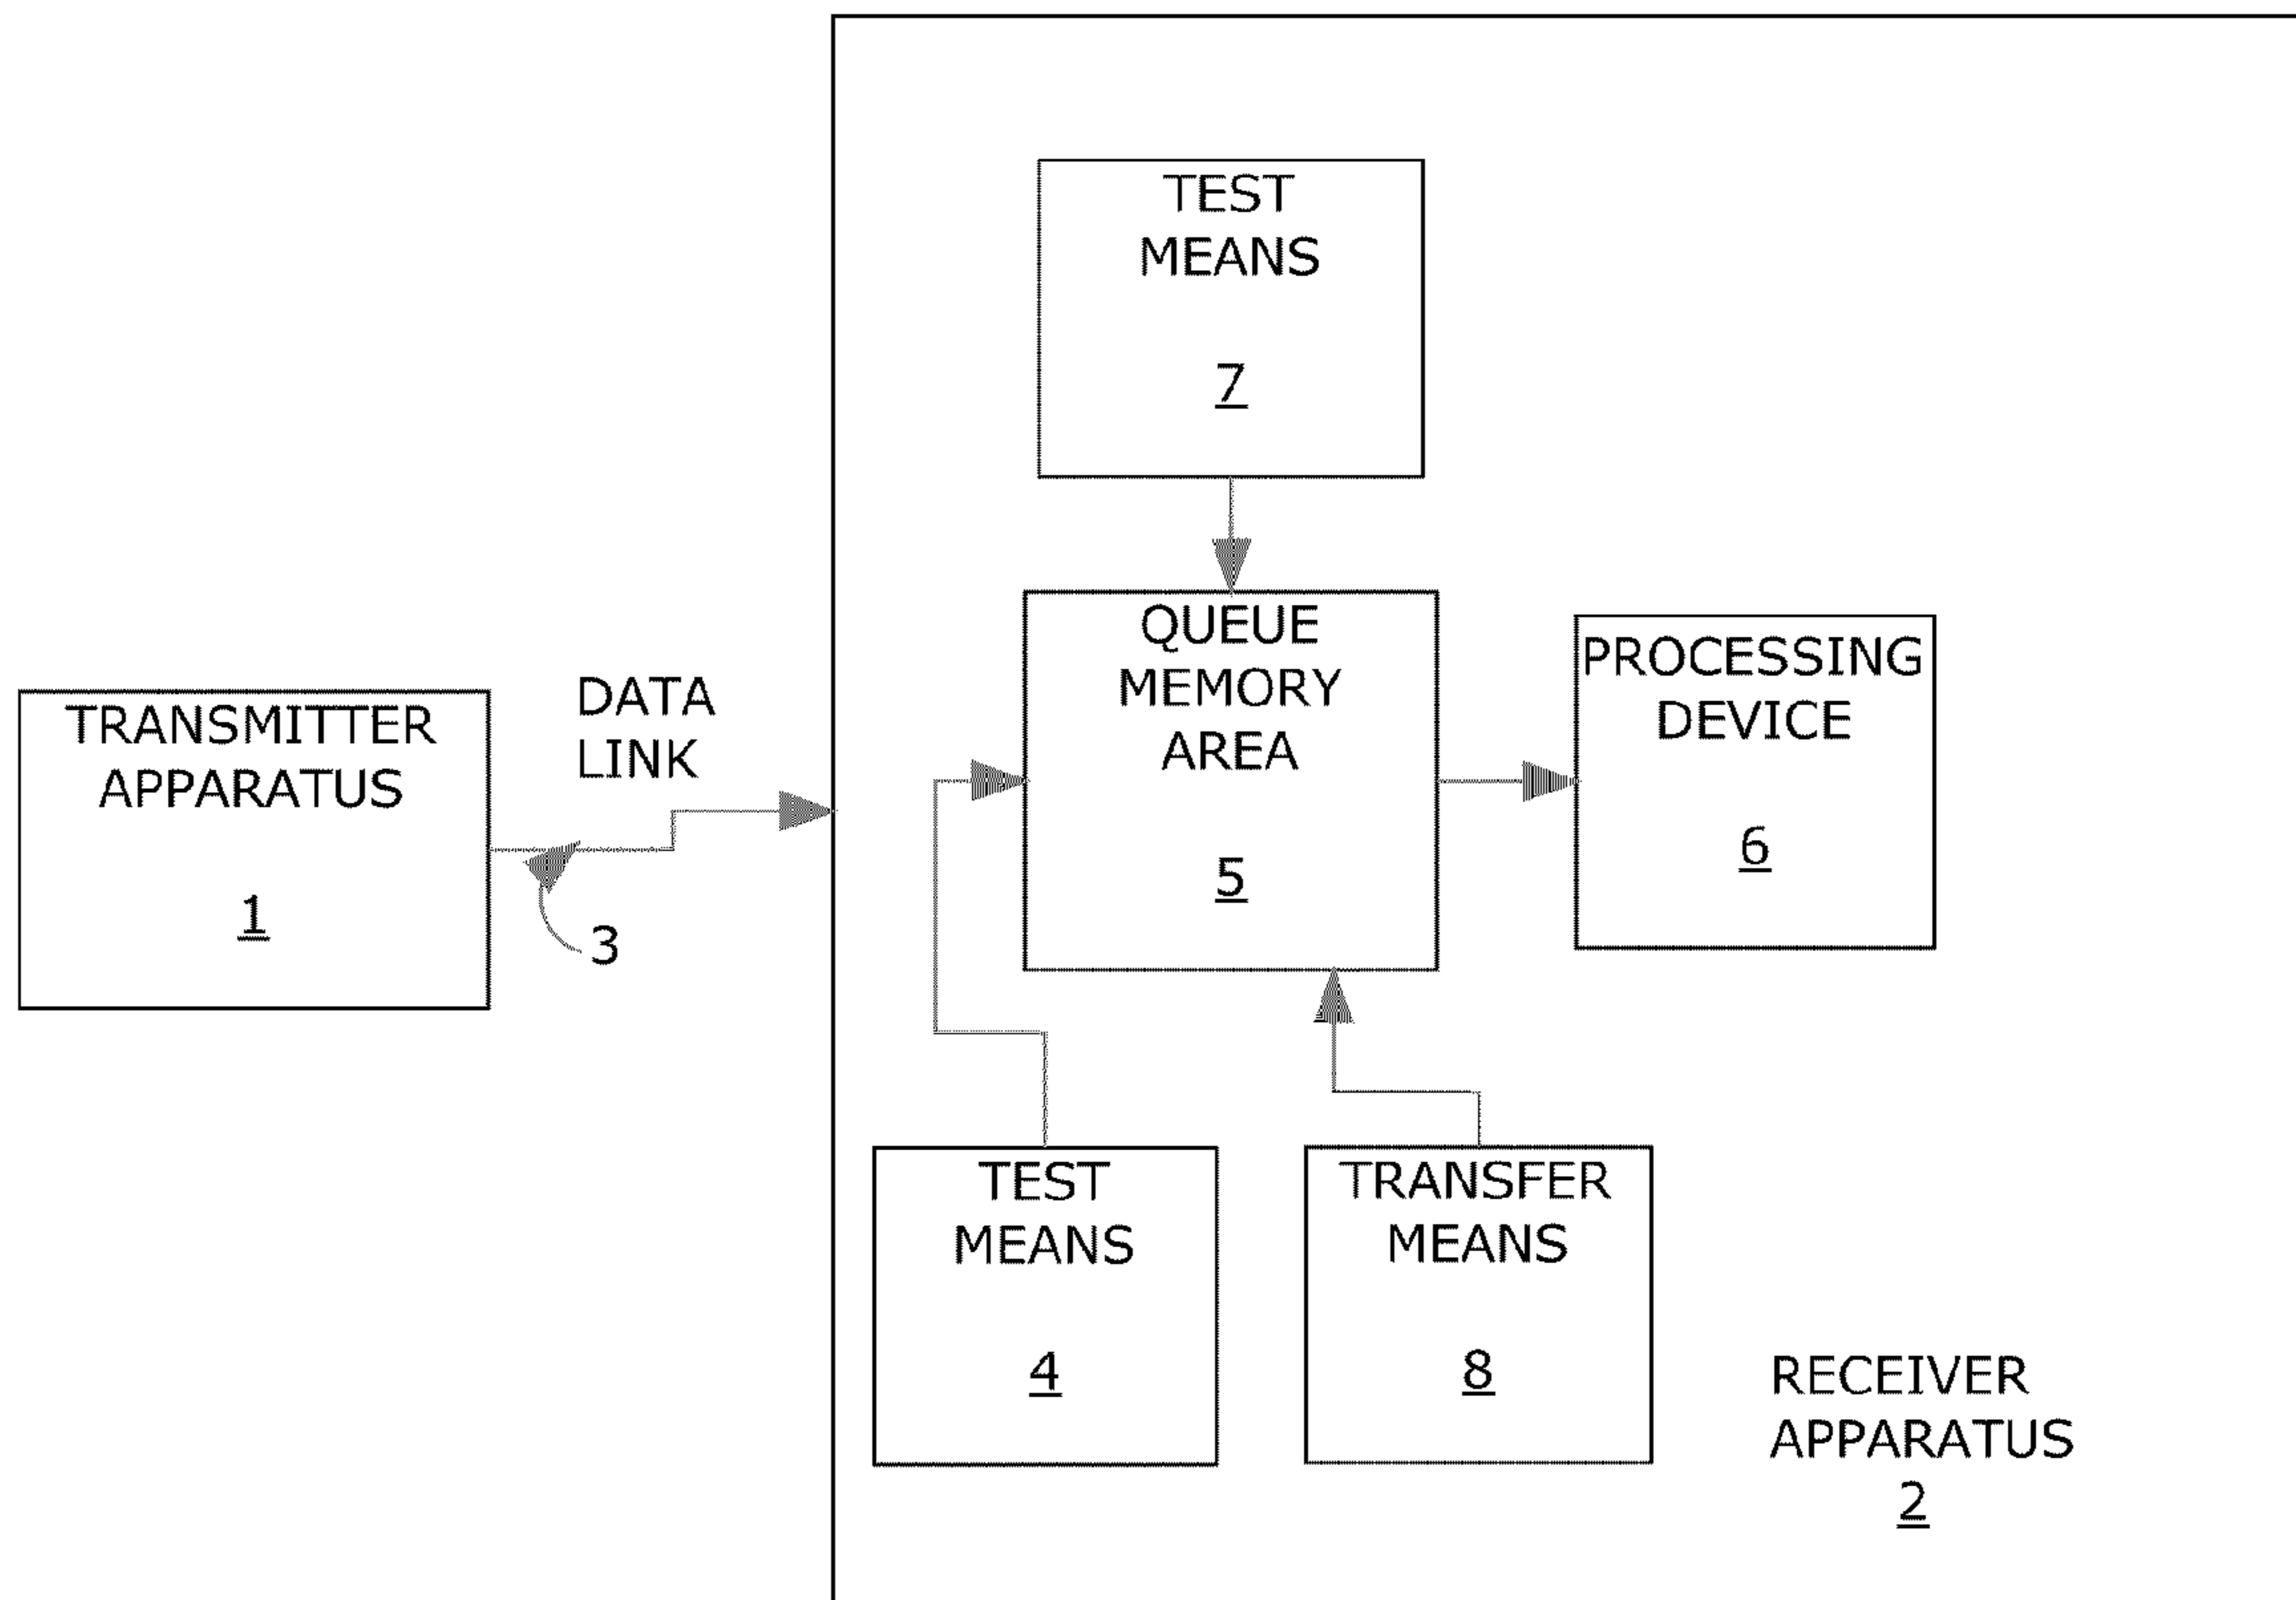 TEST
MEANS
7
QUEUE
MEMORY
AREA
5
PROCESSING
DEVICE
6
DATA
LINK
3
TRANSMITTER
APPARATUS
1
TEST
MEANS
4
TRANSFER
MEANS
8
RECEIVER
APPARATUS
2